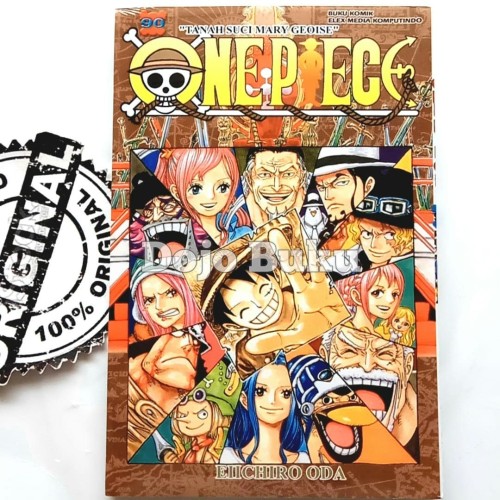 90
"TANAH SUCI MARY GEOISE"
BUKU KOMIK
ELEX MEDIA KOMPUTINDO
ONE PIECE
ORIGINAL
100% ORIGINAL
Dojo Buku
EIICHIRO ODA